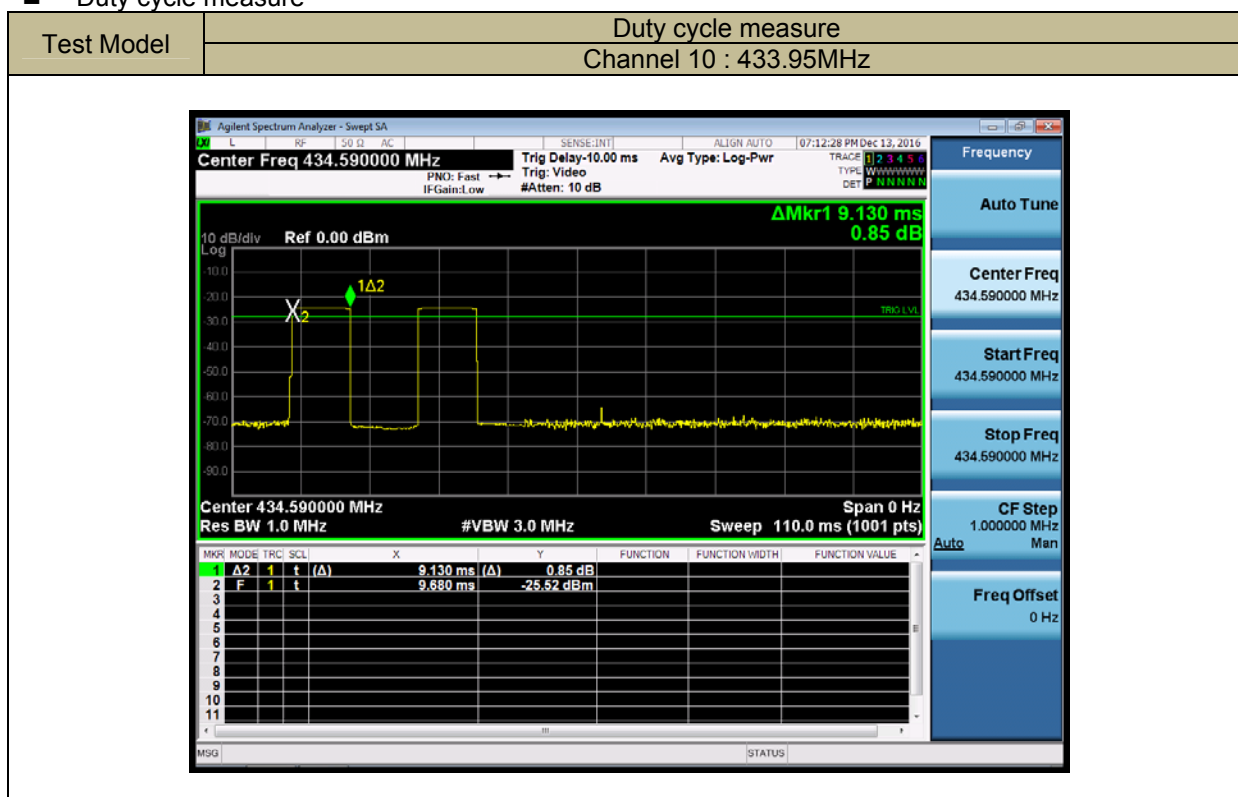 ■ Duty cycle measure
Test Model
Duty cycle measure
Channel 10 : 433.95MHz
Agilent Spectrum Analyzer - Swept SA
LXI L RF 50 Ω AC SENSE:INT ALIGN AUTO 07:12:28 PM Dec 13, 2016
Center Freq 434.590000 MHz Trig Delay-10.00 ms Avg Type: Log-Pwr TRACE 1 2 3 4 5 6
PNO: Fast Trig: Video TYPE WWWWWW
IFGain:Low #Atten: 10 dB DET P N N N N N
ΔMkr1 9.130 ms
10 dB/div Ref 0.00 dBm 0.85 dB
Log
-10.0
1Δ2
-20.0
X2
TRIG LVL
-30.0
-40.0
-50.0
-60.0
-70.0
-80.0
-90.0
Center 434.590000 MHz Span 0 Hz
Res BW 1.0 MHz #VBW 3.0 MHz Sweep 110.0 ms (1001 pts)
MKR MODE TRC SCL X Y FUNCTION FUNCTION WIDTH FUNCTION VALUE
1 Δ2 1 t (Δ) 9.130 ms (Δ) 0.85 dB
2 F 1 t 9.680 ms -25.52 dBm
3
4
5
6
7
8
9
10
11
MSG STATUS
Frequency
Auto Tune
Center Freq
434.590000 MHz
Start Freq
434.590000 MHz
Stop Freq
434.590000 MHz
CF Step
1.000000 MHz
Auto Man
Freq Offset
0 Hz